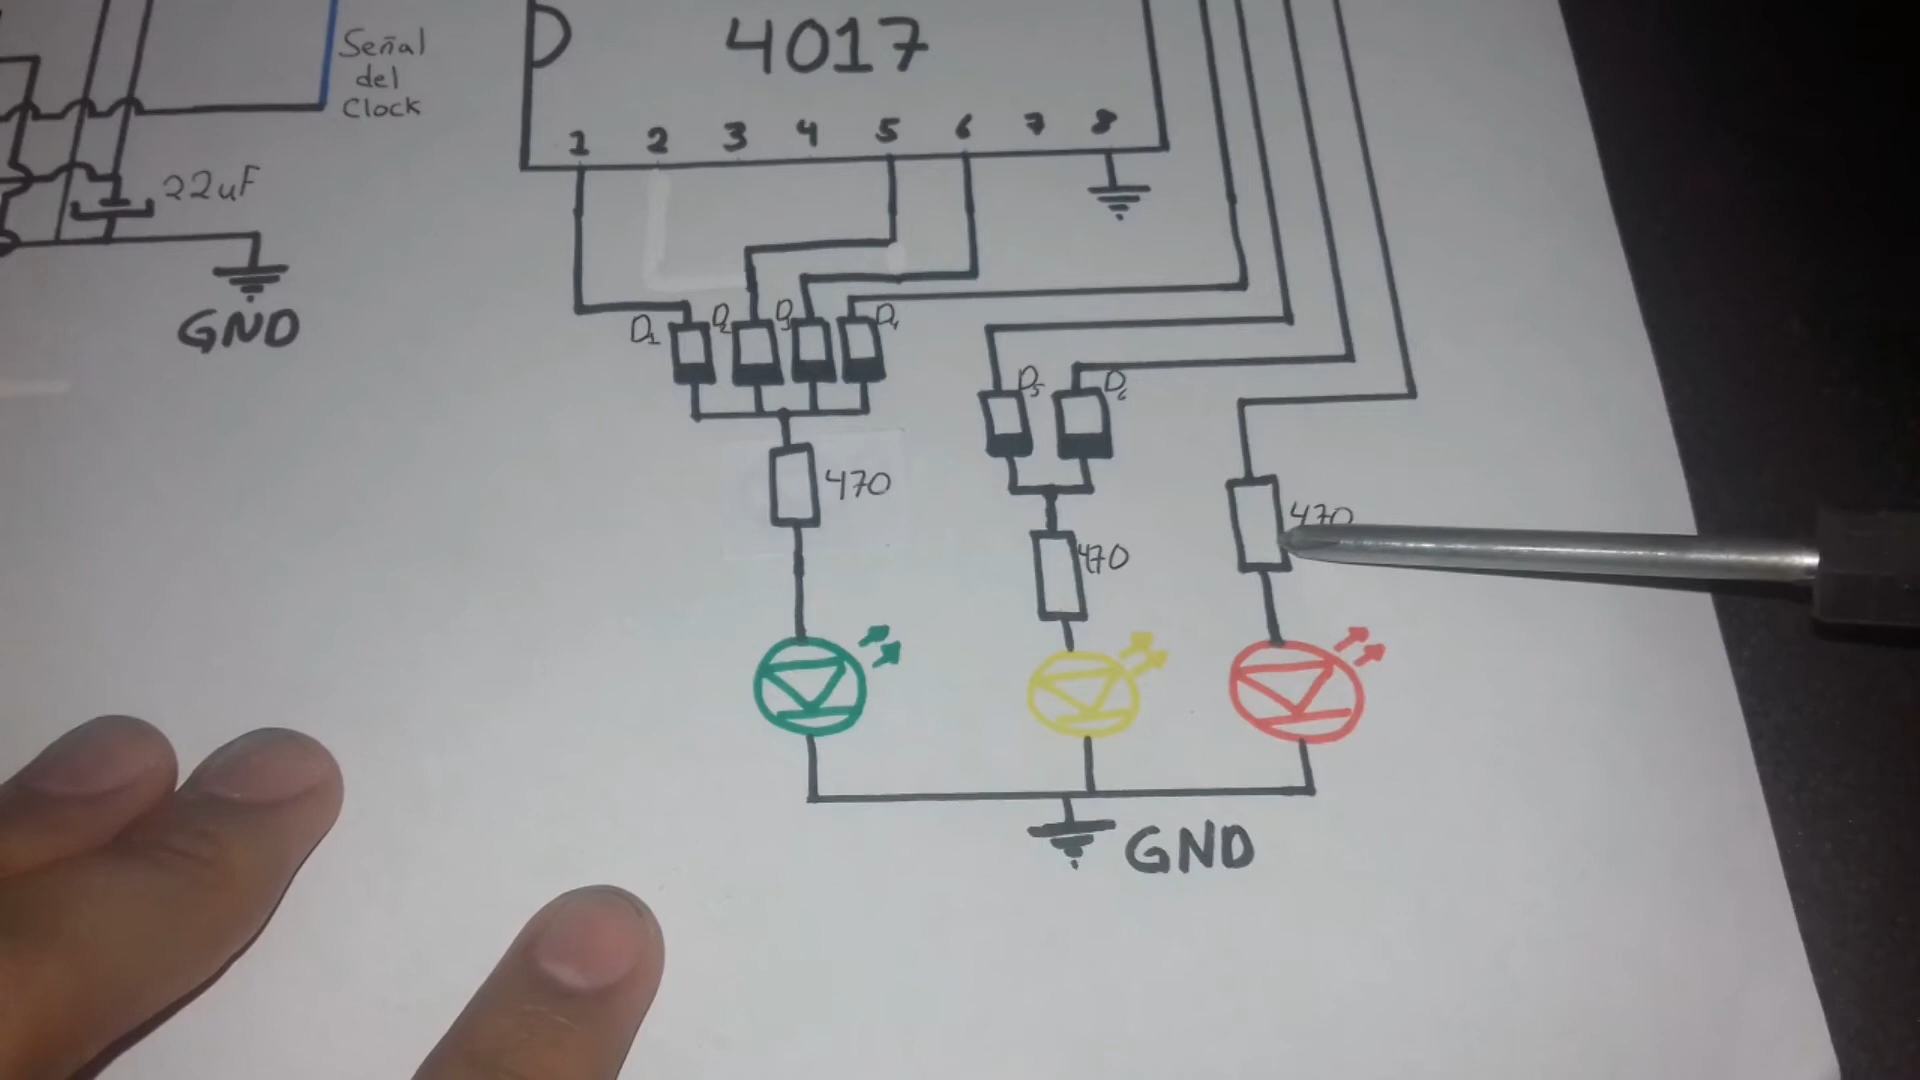 Señal
del
Clock
4017
1 2 3 4 5 6 7 8
22uF
GND
D1 D2 D3 D4
D5 D6
470
470
470
GND